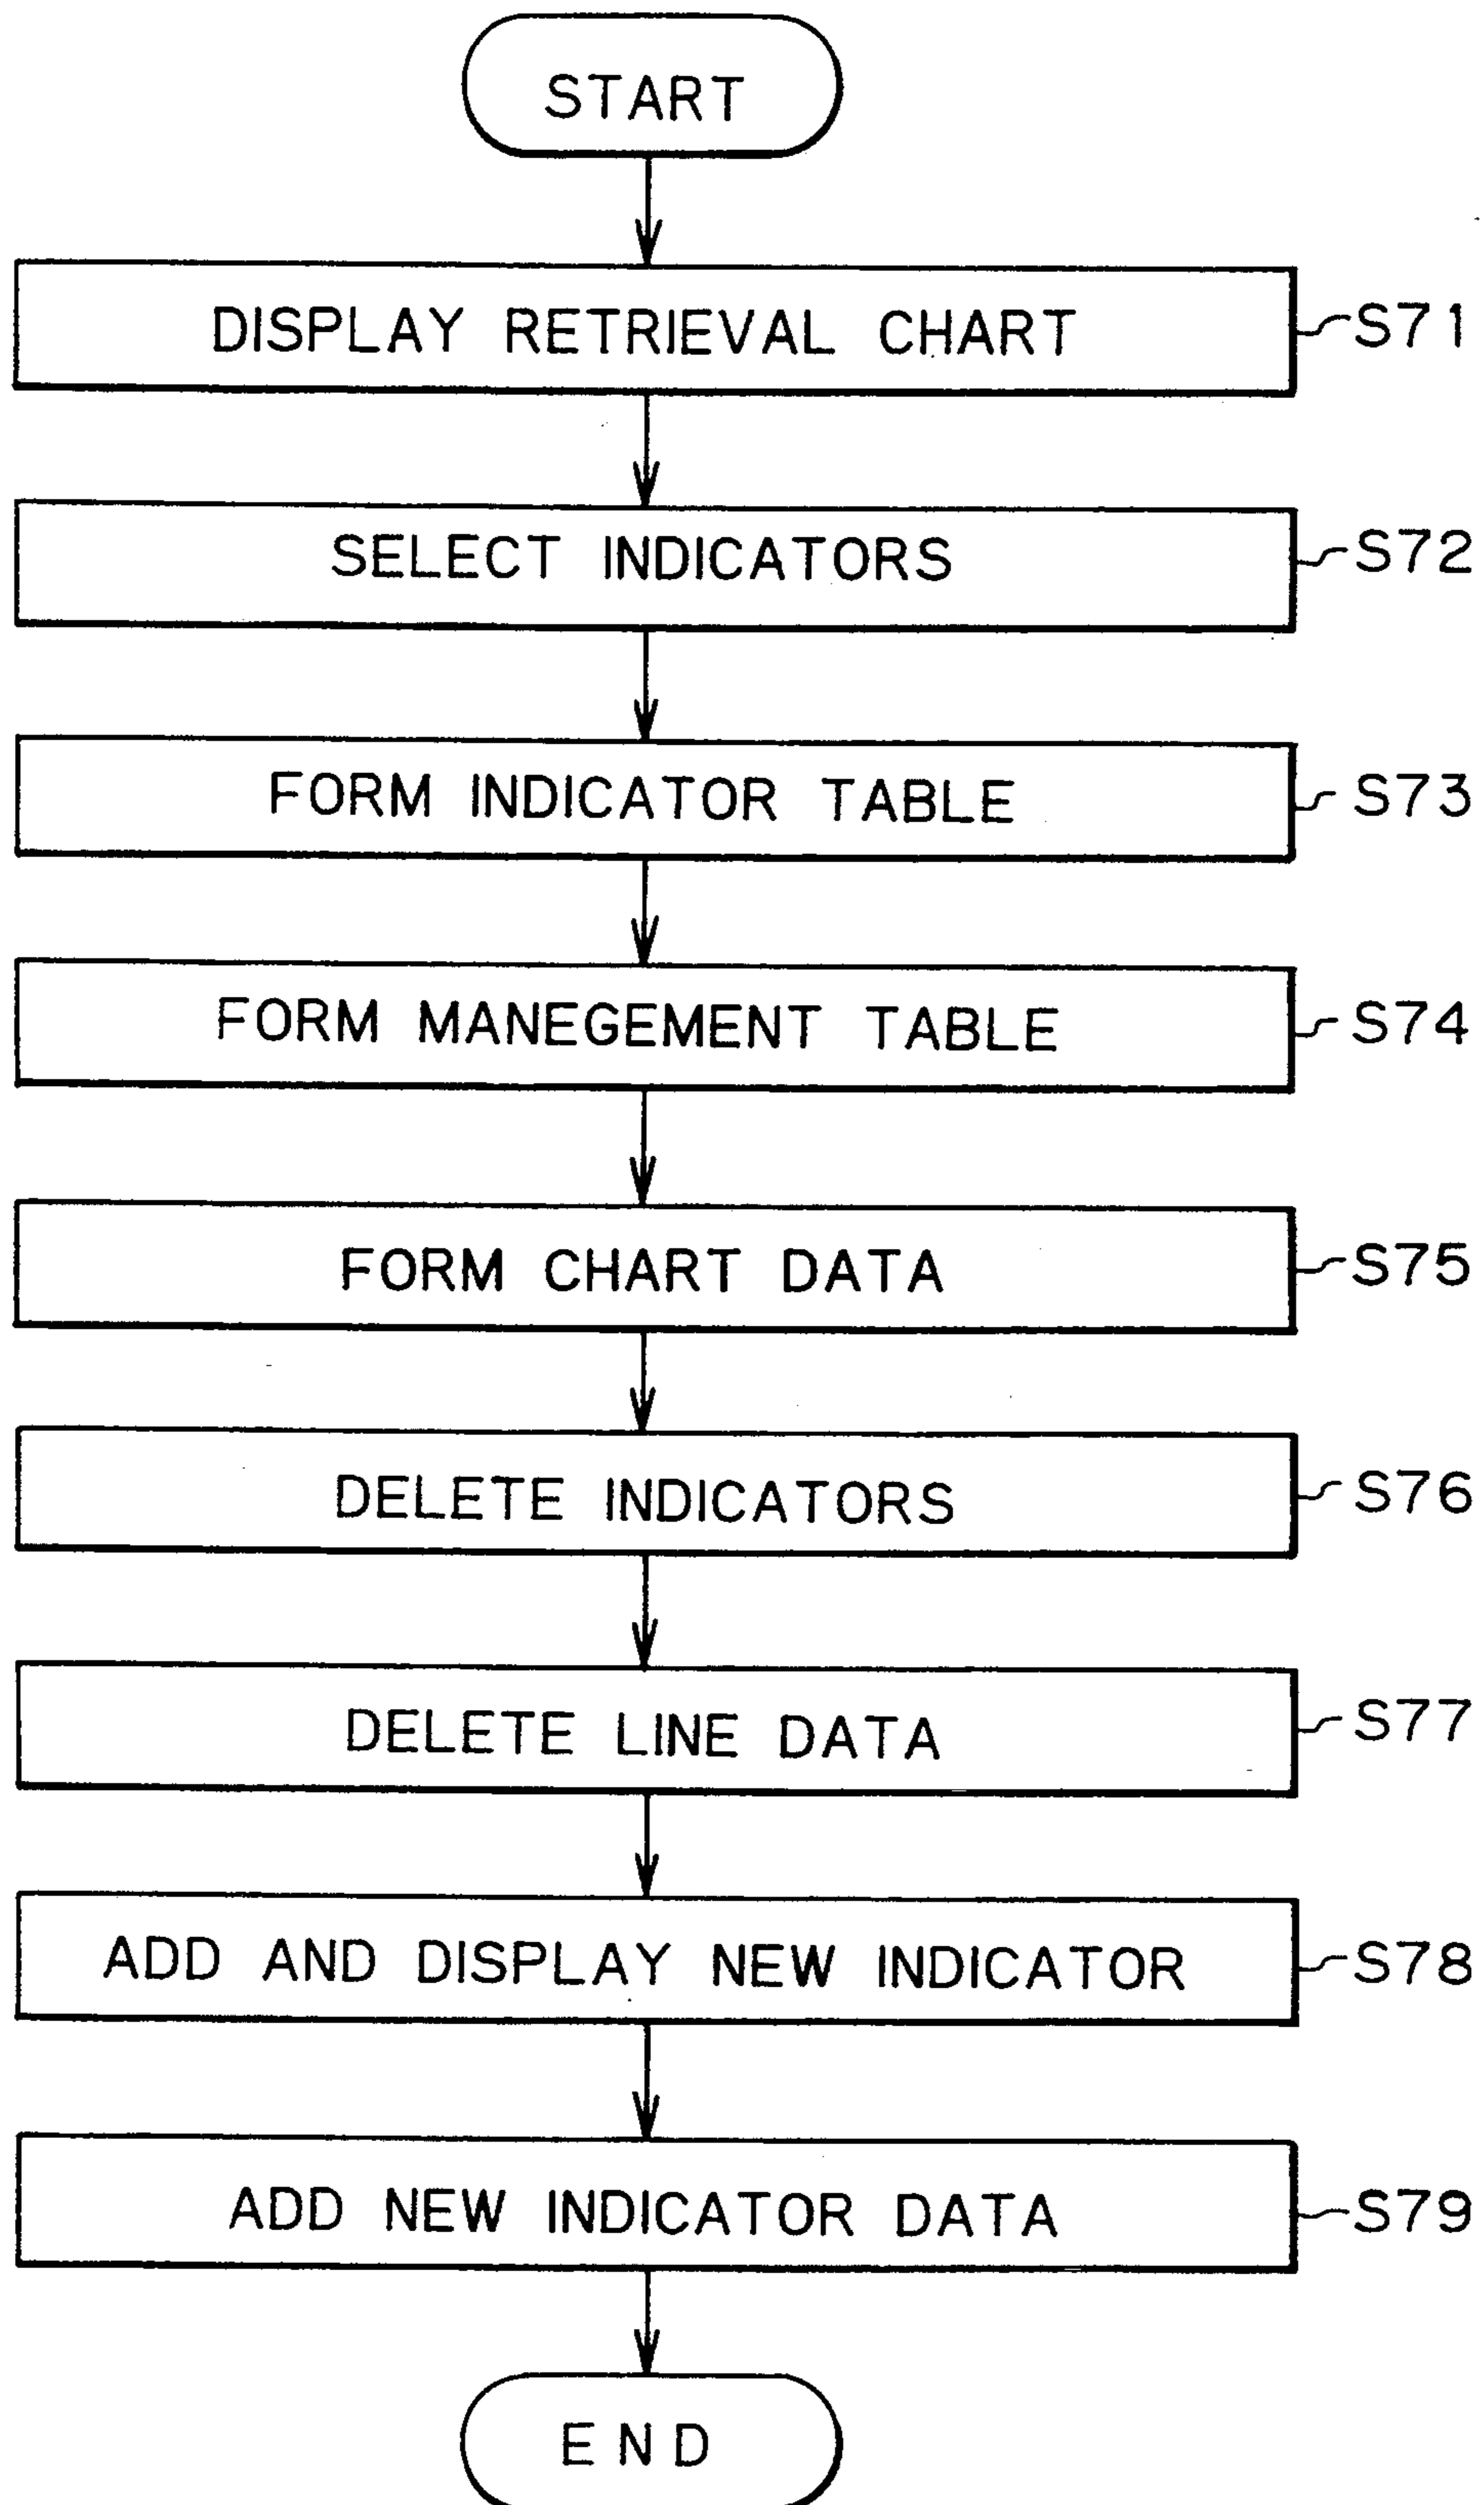 START
DISPLAY RETRIEVAL CHART S71
SELECT INDICATORS S72
FORM INDICATOR TABLE S73
FORM MANEGEMENT TABLE S74
FORM CHART DATA S75
DELETE INDICATORS S76
DELETE LINE DATA S77
ADD AND DISPLAY NEW INDICATOR S78
ADD NEW INDICATOR DATA S79
END